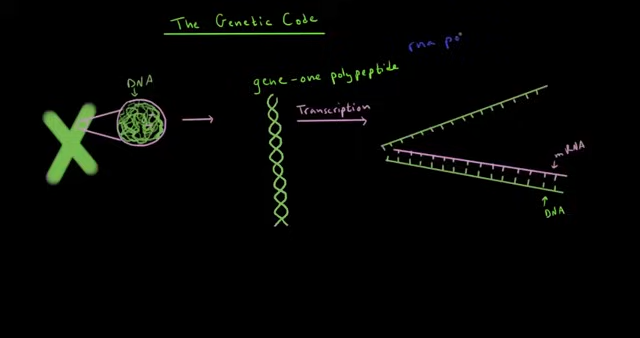 The Genetic Code
rna po
DNA
gene-one polypeptide
Transcription
mRNA
DNA